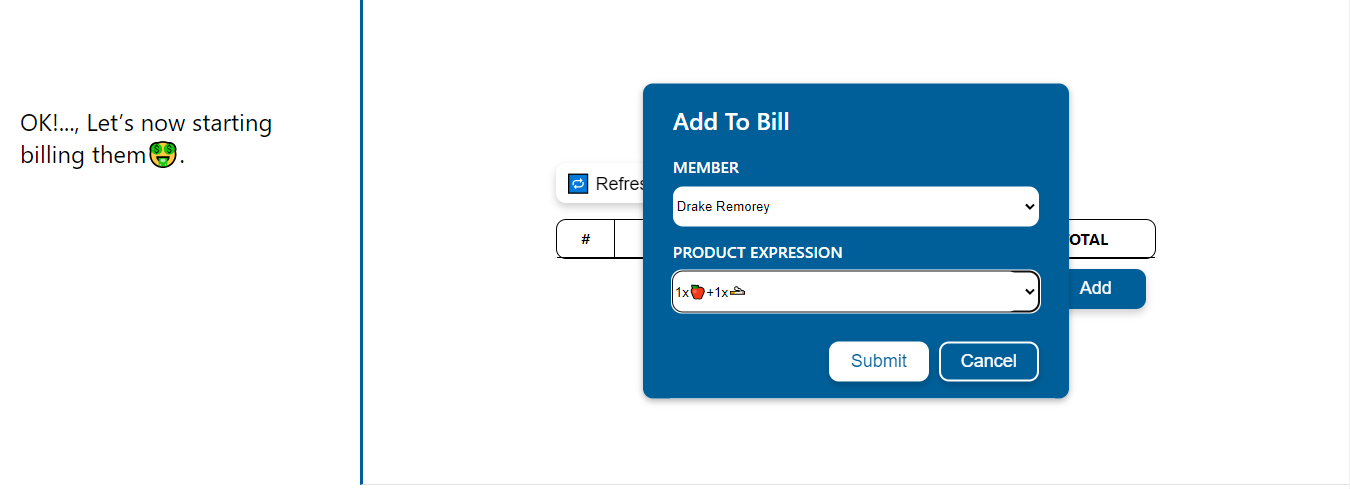 OK!..., Let’s now starting
billing them🤑.
Add To Bill
MEMBER
🔁 Refres
Drake Remorey
#
OTAL
PRODUCT EXPRESSION
1x🍎+1x👟
Add
Submit
Cancel